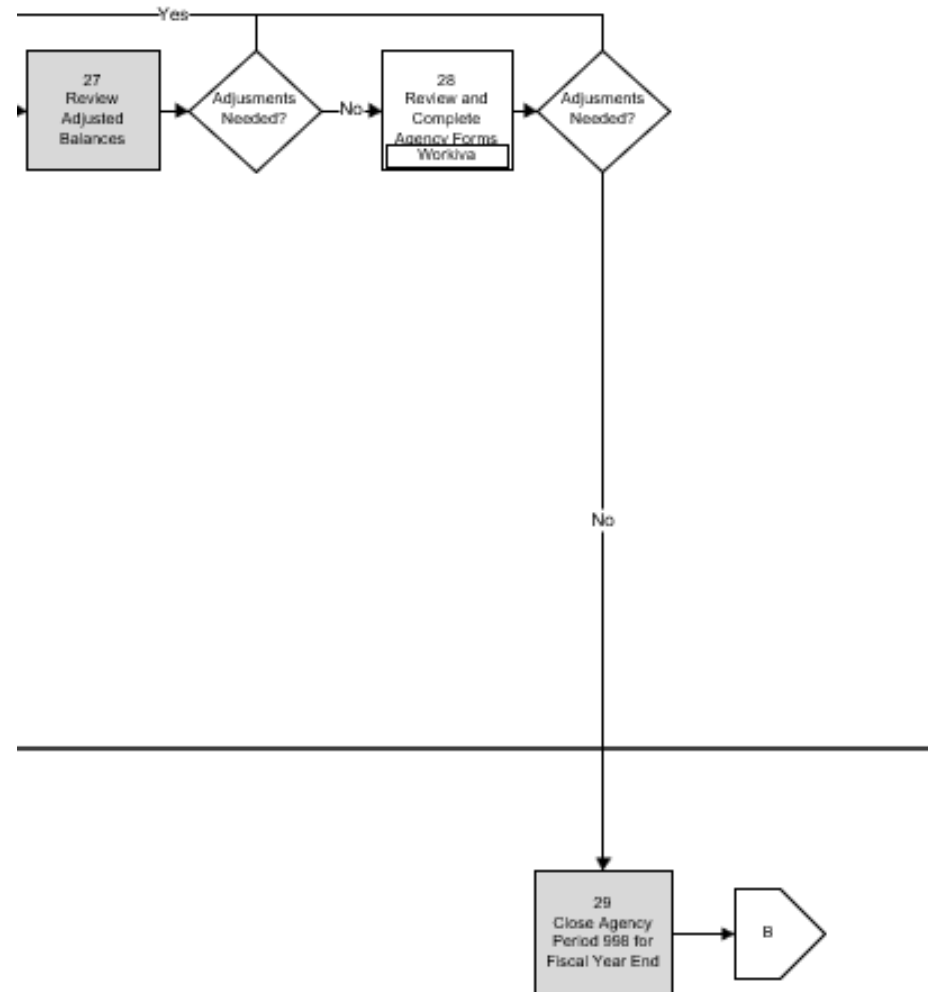 Yes
27
Review
Adjusted
Balances
Adjusments
Needed?
No
28
Review and
Complete
Agency Forms
Workiva
Adjusments
Needed?
No
29
Close Agency
Period 998 for
Fiscal Year End
B